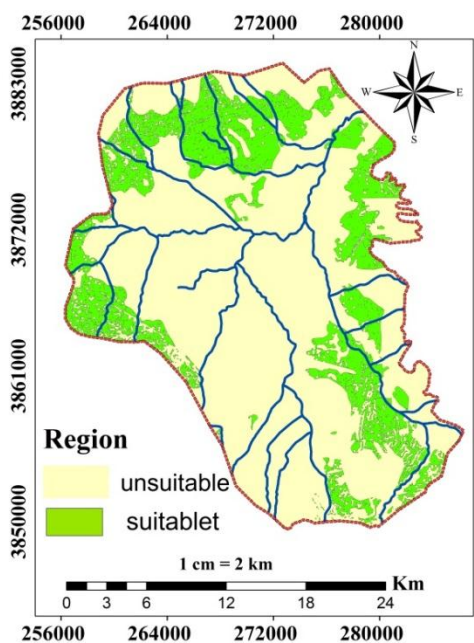 256000 264000 272000 280000
3883000
3872000
3861000
3850000
N
W E
S
Region
unsuitable
suitablet
1 cm = 2 km
Km
0 3 6 12 18 24
256000 264000 272000 280000